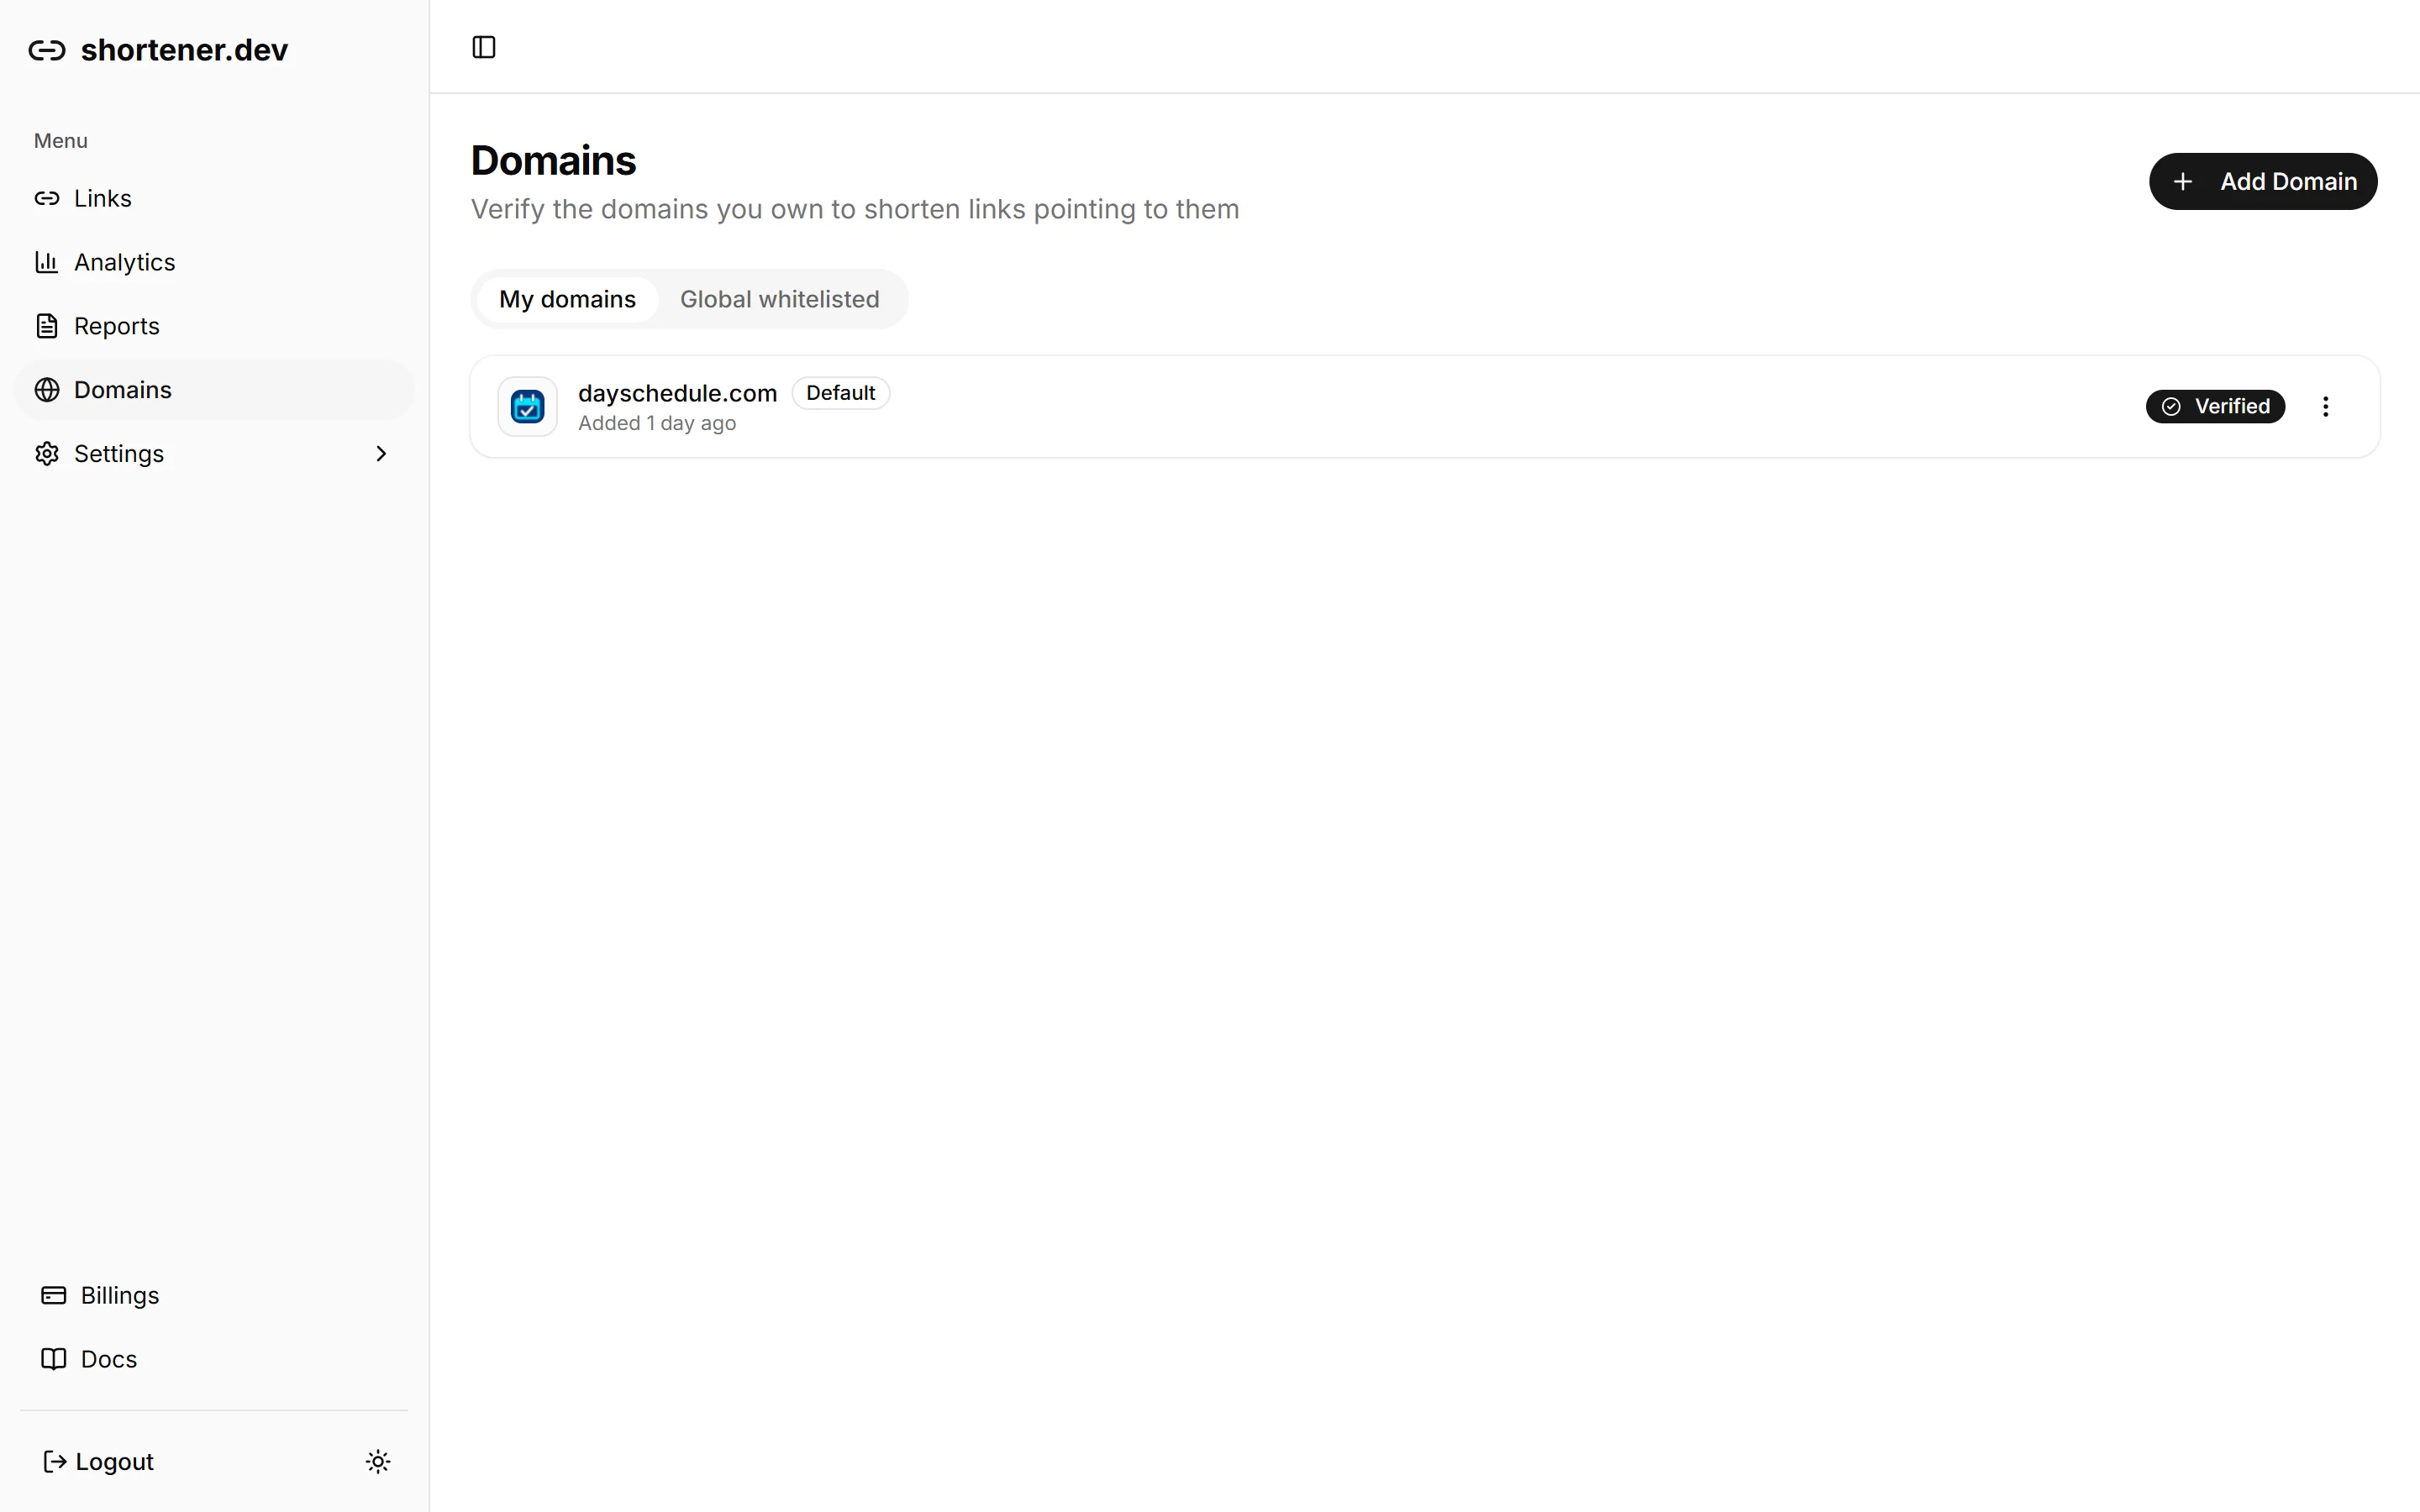 shortener.dev
Menu
Links
Analytics
Reports
Domains
Settings
Billings
Docs
Logout
Domains
Verify the domains you own to shorten links pointing to them
Add Domain
My domains
Global whitelisted
dayschedule.com
Default
Added 1 day ago
Verified